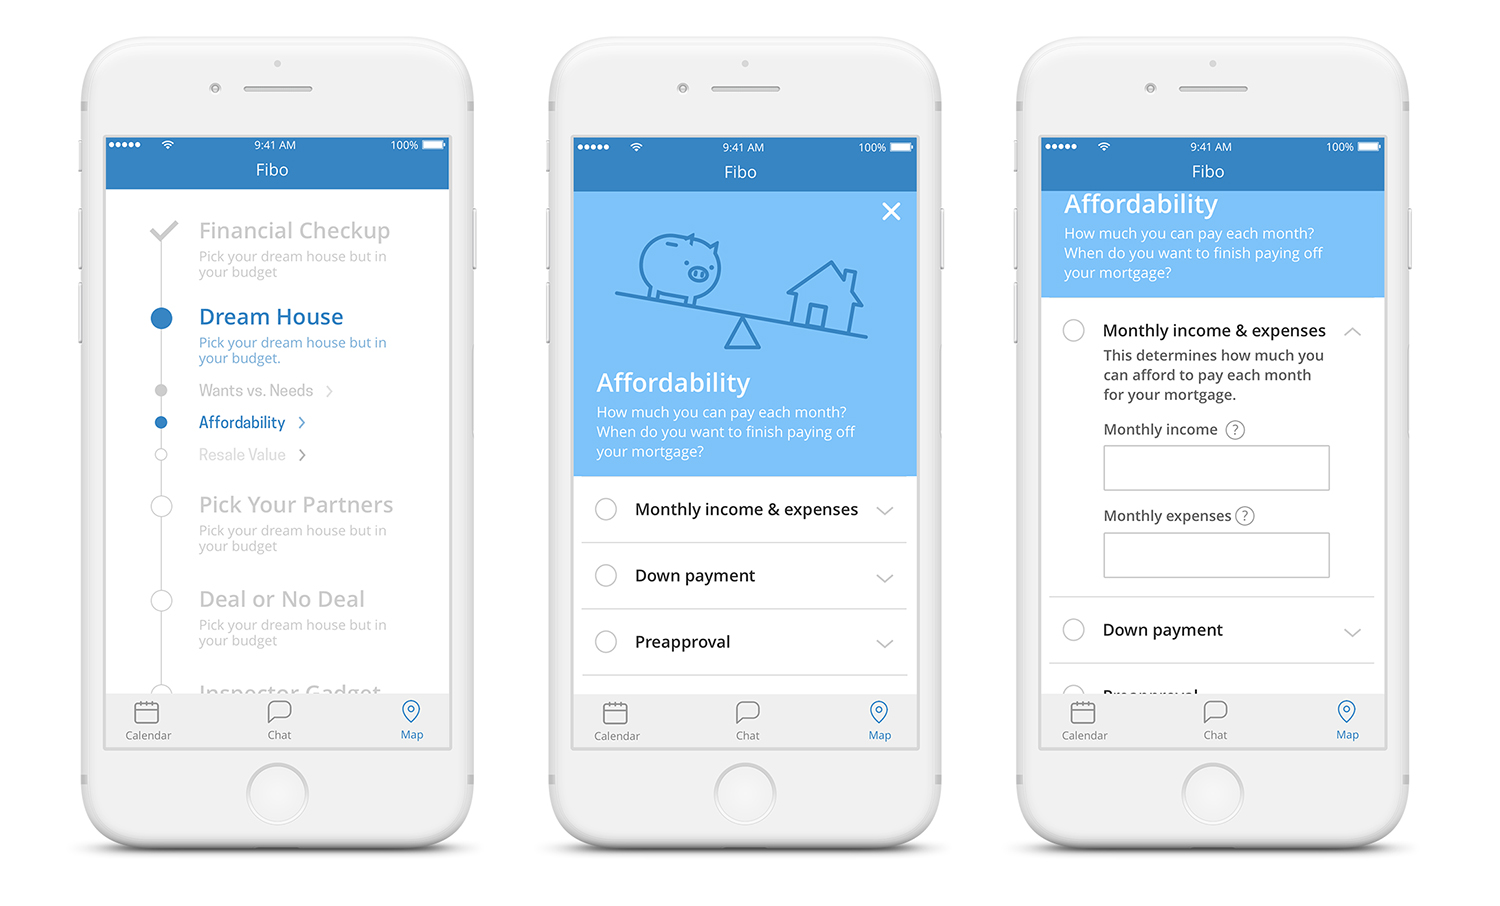 9:41 AM 100%
Fibo
Financial Checkup
Pick your dream house but in
your budget
Dream House
Pick your dream house but in
your budget.
Wants vs. Needs
Affordability
Resale Value
Pick Your Partners
Pick your dream house but in
your budget
Deal or No Deal
Pick your dream house but in
your budget
Inspector Gadget
Calendar Chat Map
9:41 AM 100%
Fibo
Affordability
How much you can pay each month?
When do you want to finish paying off
your mortgage?
Monthly income & expenses
Down payment
Preapproval
Calendar Chat Map
9:41 AM 100%
Fibo
Affordability
How much you can pay each month?
When do you want to finish paying off
your mortgage?
Monthly income & expenses
This determines how much you
can afford to pay each month
for your mortgage.
Monthly income ?
Monthly expenses ?
Down payment
Preapproval
Calendar Chat Map